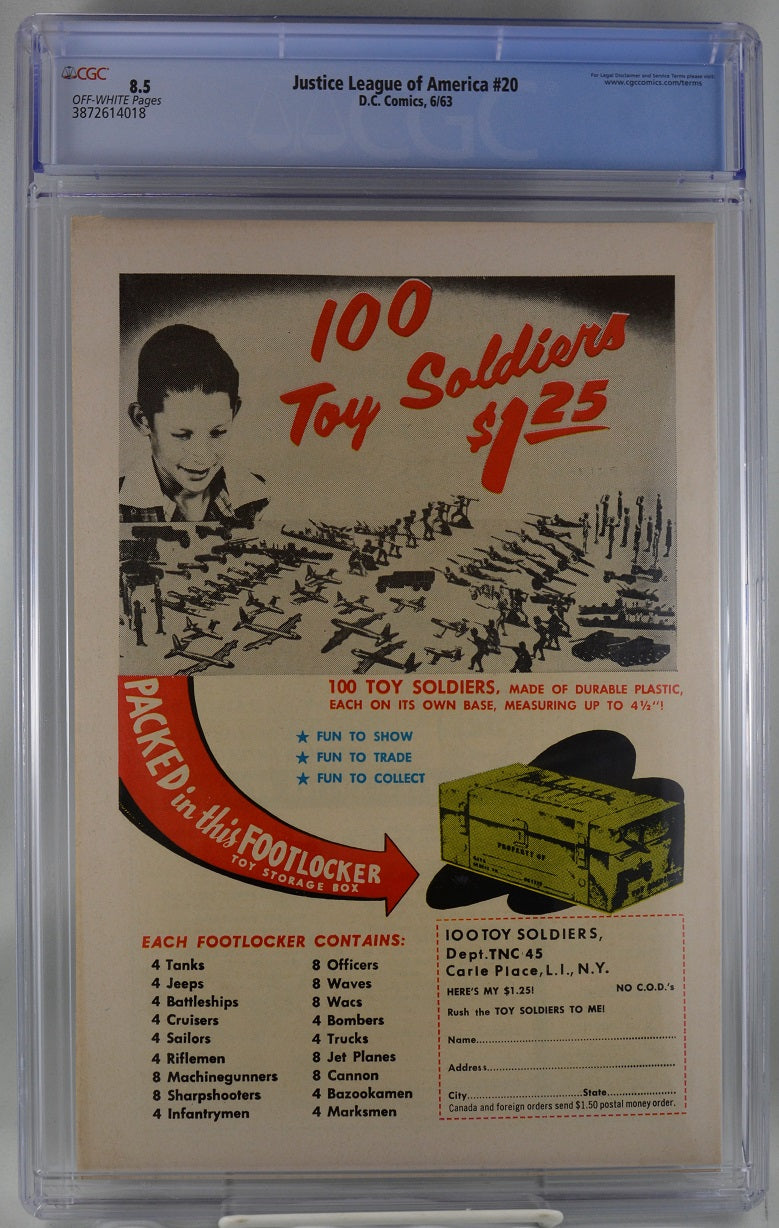 CGC
8.5
OFF-WHITE Pages
3872614018
Justice League of America #20
D.C. Comics, 6/63
For Legal Disclaimer and Service Terms please visit:
www.cgccomics.com/terms
CGC
100
Toy Soldiers
$1.25
100 TOY SOLDIERS, MADE OF DURABLE PLASTIC,
EACH ON ITS OWN BASE, MEASURING UP TO 4½"!
★ FUN TO SHOW
★ FUN TO TRADE
★ FUN TO COLLECT
PACKED in this FOOTLOCKER
TOY STORAGE BOX
PROPERTY OF
EACH FOOTLOCKER CONTAINS:
4 Tanks
4 Jeeps
4 Battleships
4 Cruisers
4 Sailors
4 Riflemen
8 Machinegunners
8 Sharpshooters
4 Infantrymen
8 Officers
8 Waves
8 Wacs
4 Bombers
4 Trucks
8 Jet Planes
8 Cannon
4 Bazookamen
4 Marksmen
100 TOY SOLDIERS,
Dept. TNC 45
Carle Place, L.I., N.Y.
HERE'S MY $1.25! NO C.O.D.'s
Rush the TOY SOLDIERS TO ME!
Name
Address
City State
Canada and foreign orders send $1.50 postal money order.